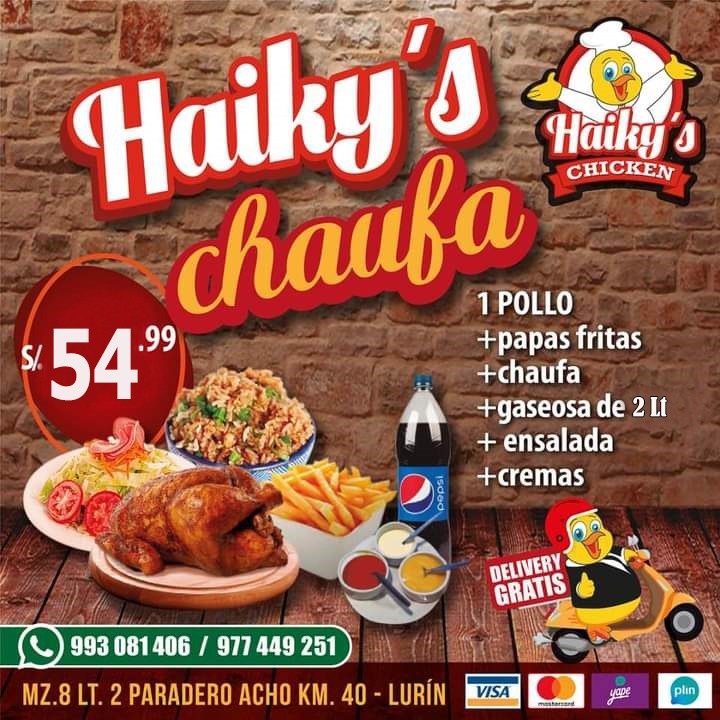 Haiky's
chaufa
Haiky's
CHICKEN
S/. 54.99
1 POLLO
+papas fritas
+chaufa
+gaseosa de 2 Lt
+ ensalada
+cremas
pepsi
DELIVERY
GRATIS
993 081 406 / 977 449 251
MZ.8 LT. 2 PARADERO ACHO KM. 40 - LURÍN
VISA
mastercard
yape
plin